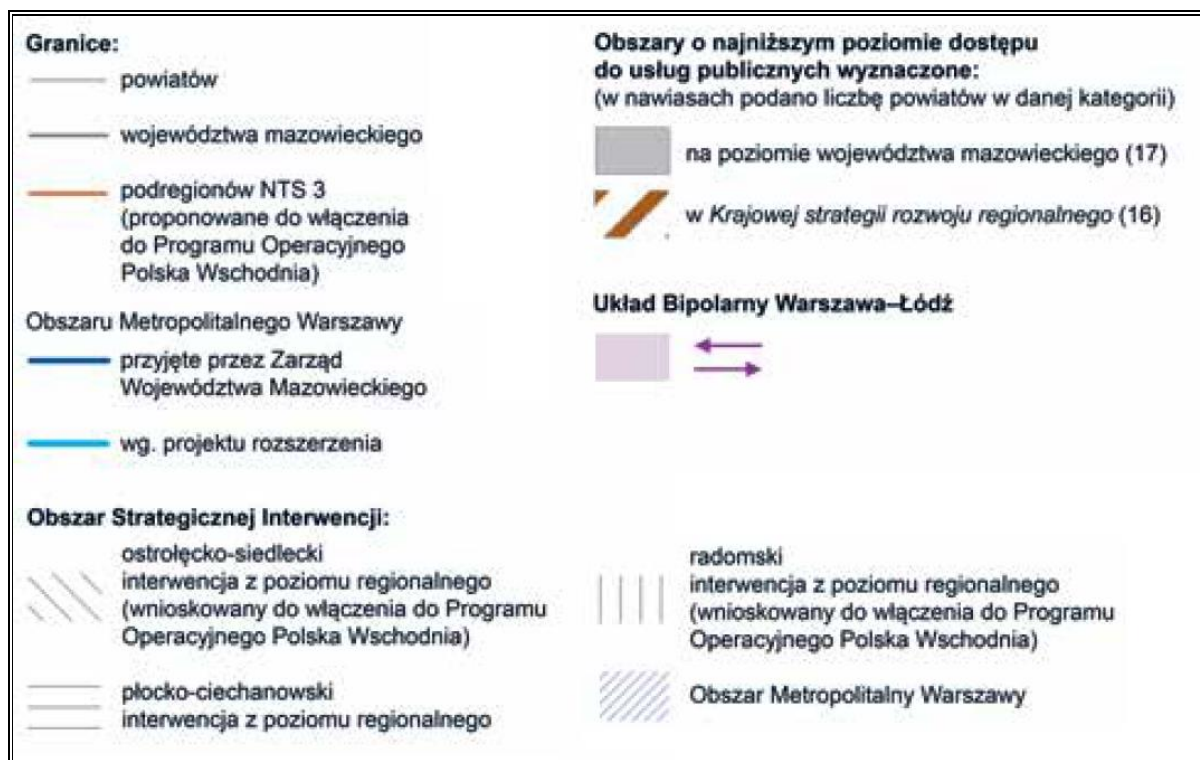 Granice:
powiatów
województwa mazowieckiego
podregionów NTS 3
(proponowane do włączenia
do Programu Operacyjnego
Polska Wschodnia)
Obszaru Metropolitalnego Warszawy
przyjęte przez Zarząd
Województwa Mazowieckiego
wg. projektu rozszerzenia
Obszary o najniższym poziomie dostępu
do usług publicznych wyznaczone:
(w nawiasach podano liczbę powiatów w danej kategorii)
na poziomie województwa mazowieckiego (17)
w Krajowej strategii rozwoju regionalnego (16)
Układ Bipolarny Warszawa–Łódź
Obszar Strategicznej Interwencji:
ostrołęcko-siedlecki
interwencja z poziomu regionalnego
(wnioskowany do włączenia do Programu
Operacyjnego Polska Wschodnia)
płocko-ciechanowski
interwencja z poziomu regionalnego
radomski
interwencja z poziomu regionalnego
(wnioskowany do włączenia do Programu
Operacyjnego Polska Wschodnia)
Obszar Metropolitalny Warszawy